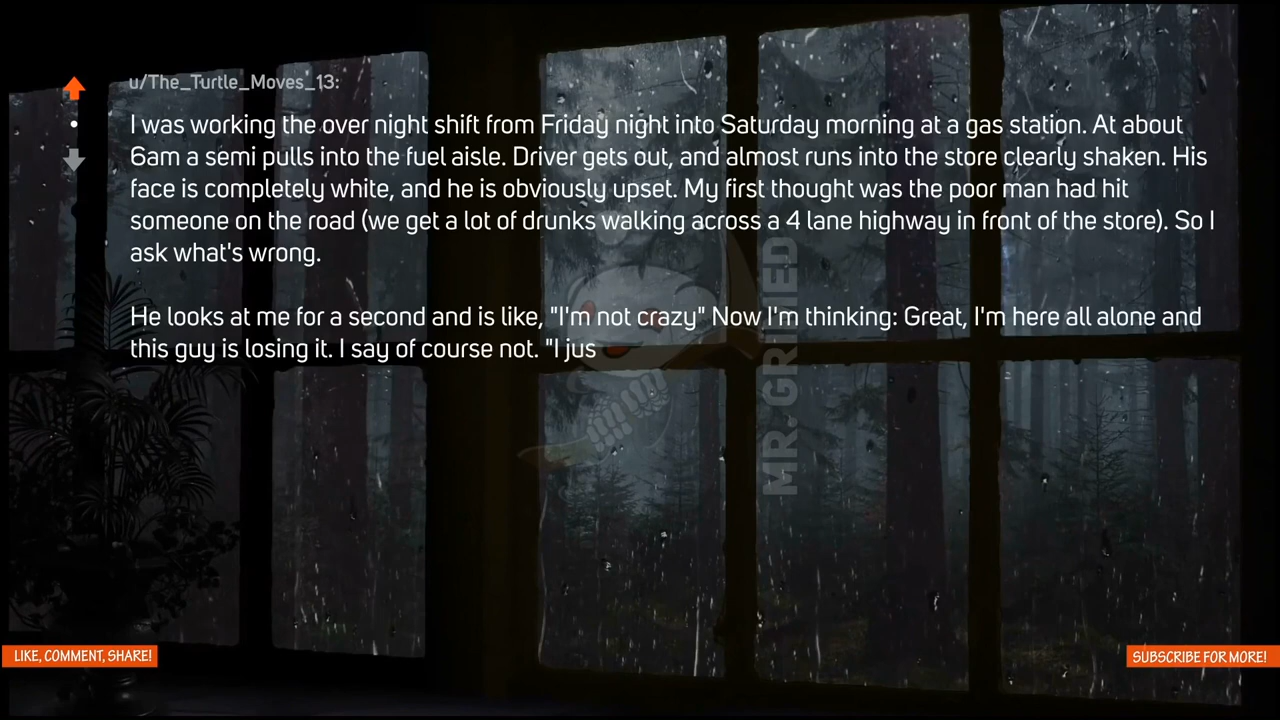 u/The_Turtle_Moves_13:
I was working the over night shift from Friday night into Saturday morning at a gas station. At about
6am a semi pulls into the fuel aisle. Driver gets out, and almost runs into the store clearly shaken. His
face is completely white, and he is obviously upset. My first thought was the poor man had hit
someone on the road (we get a lot of drunks walking across a 4 lane highway in front of the store). So I
ask what's wrong.
He looks at me for a second and is like, "I'm not crazy" Now I'm thinking: Great, I'm here all alone and
this guy is losing it. I say of course not. "I jus
MR. GRINED
LIKE, COMMENT, SHARE!
SUBSCRIBE FOR MORE!